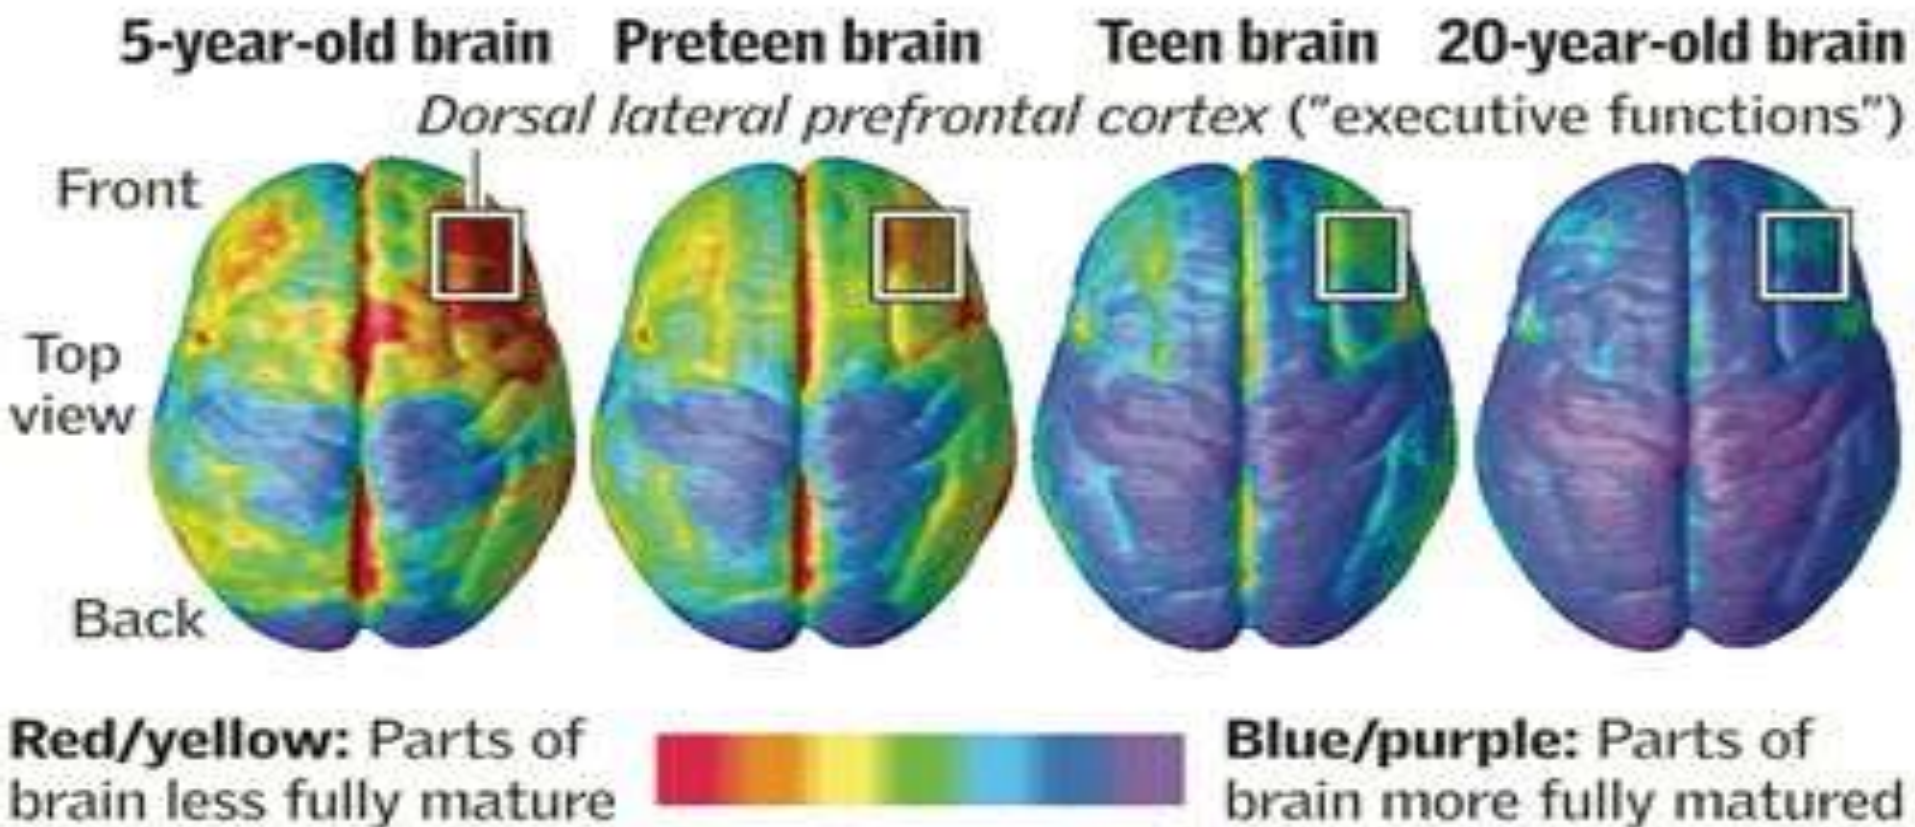 5-year-old brain Preteen brain Teen brain 20-year-old brain
Dorsal lateral prefrontal cortex ("executive functions")
Front
Top
view
Back
Red/yellow: Parts of
brain less fully mature
Blue/purple: Parts of
brain more fully matured